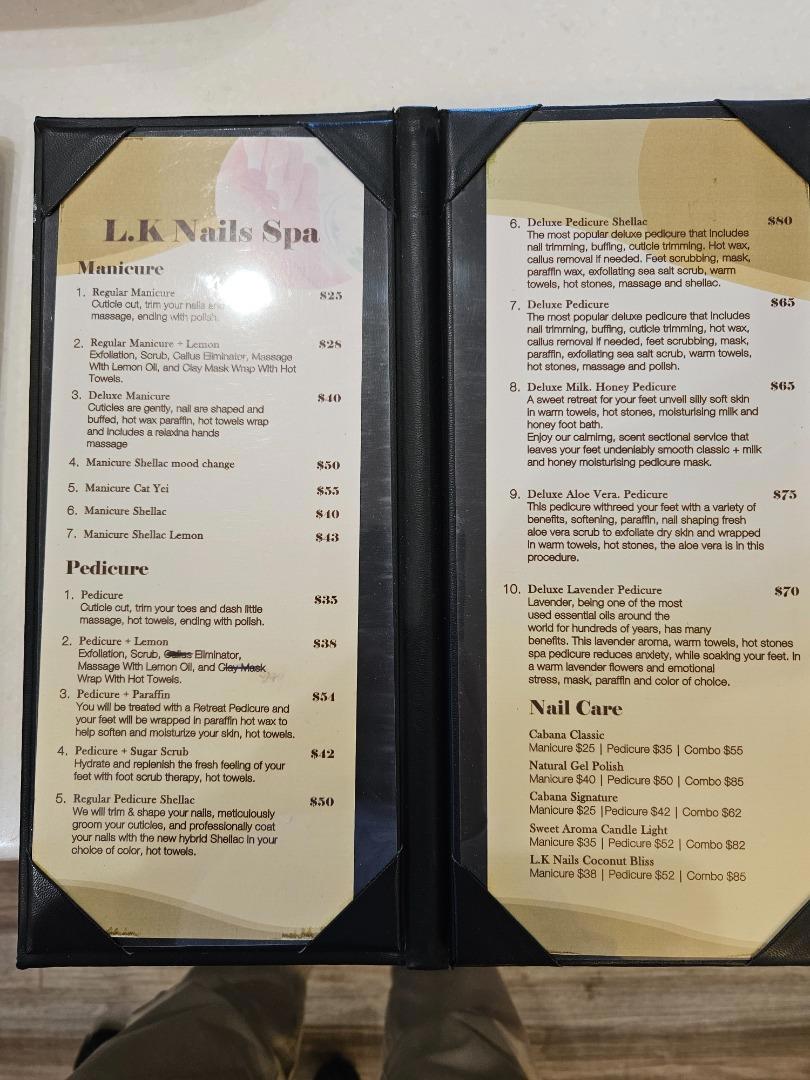 L.K Nails Spa
Manicure
1. Regular Manicure $25
Cuticle cut, trim your nails and
massage, ending with polish.
2. Regular Manicure + Lemon $28
Exfoliation, Scrub, Callus Eliminator, Massage
With Lemon Oil, and Clay Mask Wrap With Hot
Towels.
3. Deluxe Manicure $40
Cuticles are gently, nail are shaped and
buffed, hot wax paraffin, hot towels wrap
and includes a relaxina hands
massage
4. Manicure Shellac mood change $50
5. Manicure Cat Yei $55
6. Manicure Shellac $40
7. Manicure Shellac Lemon $43
Pedicure
1. Pedicure $35
Cuticle cut, trim your toes and dash little
massage, hot towels, ending with polish.
2. Pedicure + Lemon $38
Exfoliation, Scrub, Callus Eliminator,
Massage With Lemon Oil, and Clay Mask
Wrap With Hot Towels.
3. Pedicure + Paraffin $54
You will be treated with a Retreat Pedicure and
your feet will be wrapped in paraffin hot wax to
help soften and moisturize your skin, hot towels.
4. Pedicure + Sugar Scrub $42
Hydrate and replenish the fresh feeling of your
feet with foot scrub therapy, hot towels.
5. Regular Pedicure Shellac $50
We will trim & shape your nails, meticulously
groom your cuticles, and professionally coat
your nails with the new hybrid Shellac in your
choice of color, hot towels.
6. Deluxe Pedicure Shellac $80
The most popular deluxe pedicure that includes
nail trimming, buffing, cuticle trimming. Hot wax,
callus removal if needed. Feet scrubbing, mask,
paraffin wax, exfoliating sea salt scrub, warm
towels, hot stones, massage and shellac.
7. Deluxe Pedicure $65
The most popular deluxe pedicure that includes
nail trimming, buffing, cuticle trimming, hot wax,
callus removal if needed, feet scrubbing, mask,
paraffin, exfoliating sea salt scrub, warm towels,
hot stones, massage and polish.
8. Deluxe Milk. Honey Pedicure $65
A sweet retreat for your feet unveil silly soft skin
in warm towels, hot stones, moisturising milk and
honey foot bath.
Enjoy our calmimg, scent sectional service that
leaves your feet undeniably smooth classic + milk
and honey moisturising pedicure mask.
9. Deluxe Aloe Vera. Pedicure $75
This pedicure withreed your feet with a variety of
benefits, softening, paraffin, nail shaping fresh
aloe vera scrub to exfoliate dry skin and wrapped
in warm towels, hot stones, the aloe vera is in this
procedure.
10. Deluxe Lavender Pedicure $70
Lavender, being one of the most
used essential oils around the
world for hundreds of years, has many
benefits. This lavender aroma, warm towels, hot stones
spa pedicure reduces anxiety, while soaking your feet. In
a warm lavender flowers and emotional
stress, mask, paraffin and color of choice.
Nail Care
Cabana Classic
Manicure $25 | Pedicure $35 | Combo $55
Natural Gel Polish
Manicure $40 | Pedicure $50 | Combo $85
Cabana Signature
Manicure $25 |Pedicure $42 | Combo $62
Sweet Aroma Candle Light
Manicure $35 | Pedicure $52 | Combo $82
L.K Nails Coconut Bliss
Manicure $38 | Pedicure $52 | Combo $85